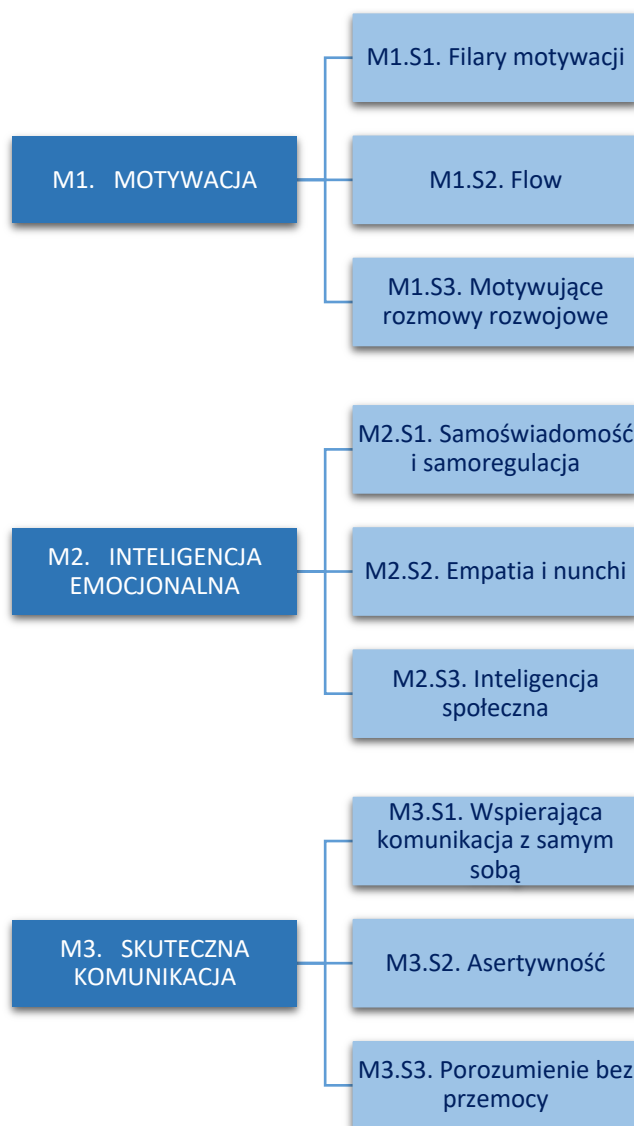 M1. MOTYWACJA
M1.S1. Filary motywacji
M1.S2. Flow
M1.S3. Motywujące
rozmowy rozwojowe
M2. INTELIGENCJA
EMOCJONALNA
M2.S1. Samoświadomość
i samoregulacja
M2.S2. Empatia i nunchi
M2.S3. Inteligencja
społeczna
M3. SKUTECZNA
KOMUNIKACJA
M3.S1. Wspierająca
komunikacja z samym
sobą
M3.S2. Asertywność
M3.S3. Porozumienie bez
przemocy